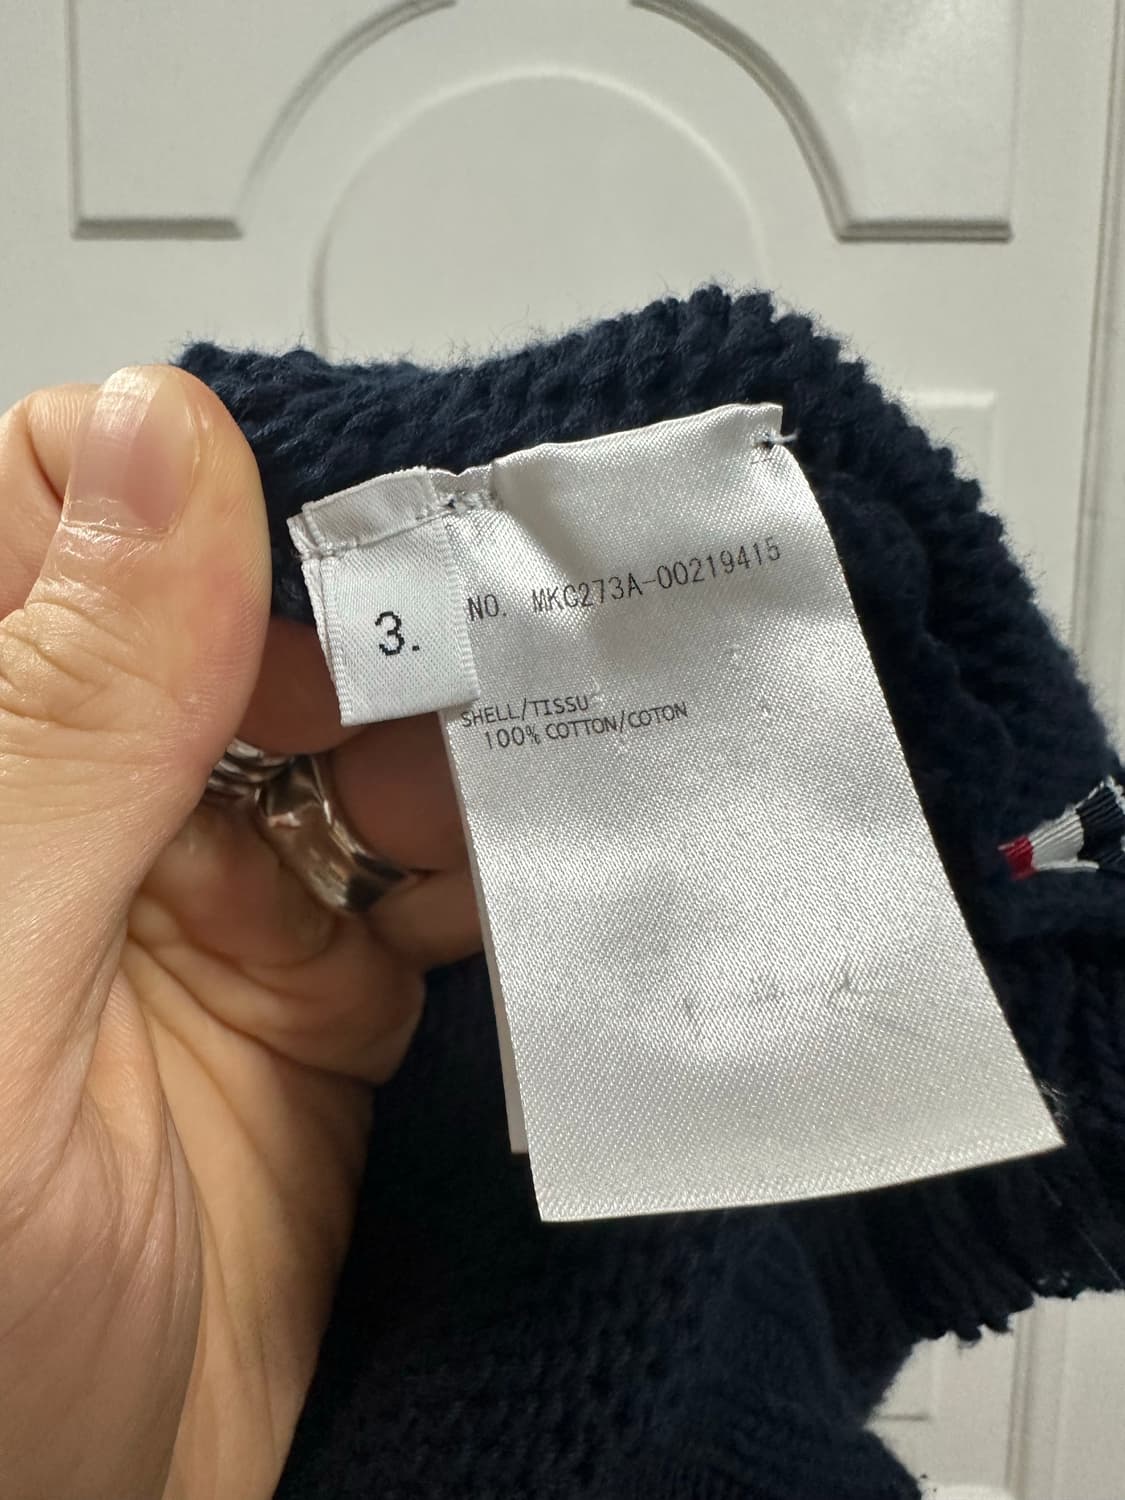 3.
NO. MKC273A-00219415
SHELL/TISSU
100% COTTON/COTON